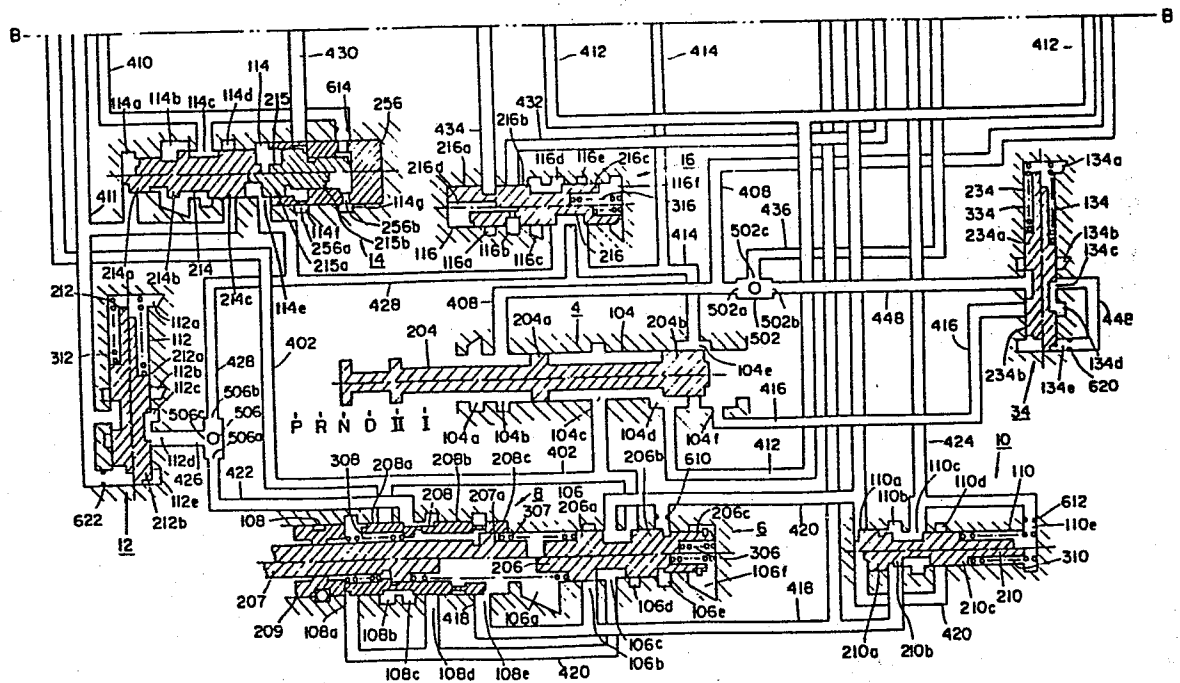 B B
410 430 412 414 412
114a 114b 114c 114d 114 215 614 256 434 216b 432
216a 216d 116d 116e 216c 16 116f 316 408 134a
411 114g 256b 215b 114f 256a 14 215a 116 116a 116b 116c 216 414 436 502c 234 334 234a 134 134b 134c
214a 214b 214 214c 114e 428 408 502a 502b 502 448 416 448
212 112a 112 212a 112b 112c 312 428 402 204 204a 4 104 204b 104e 234b 134d 134e 620 34
506b 506c 506 506a P R N D II I 104a 104b 104c 104d 104f 416 412 424 10
112d 426 112e 422 308 208a 208b 402 208c 206b 610 110a 110b 110c 110d 110 612
622 12 212b 108 208 207a 8 307 106 206a 206c 6 420 110e
207 209 206 306 106f 418 310 210 210c
108a 108b 108c 418 108d 108e 106a 106d 106e 106c 106b 420 210a 210b 420